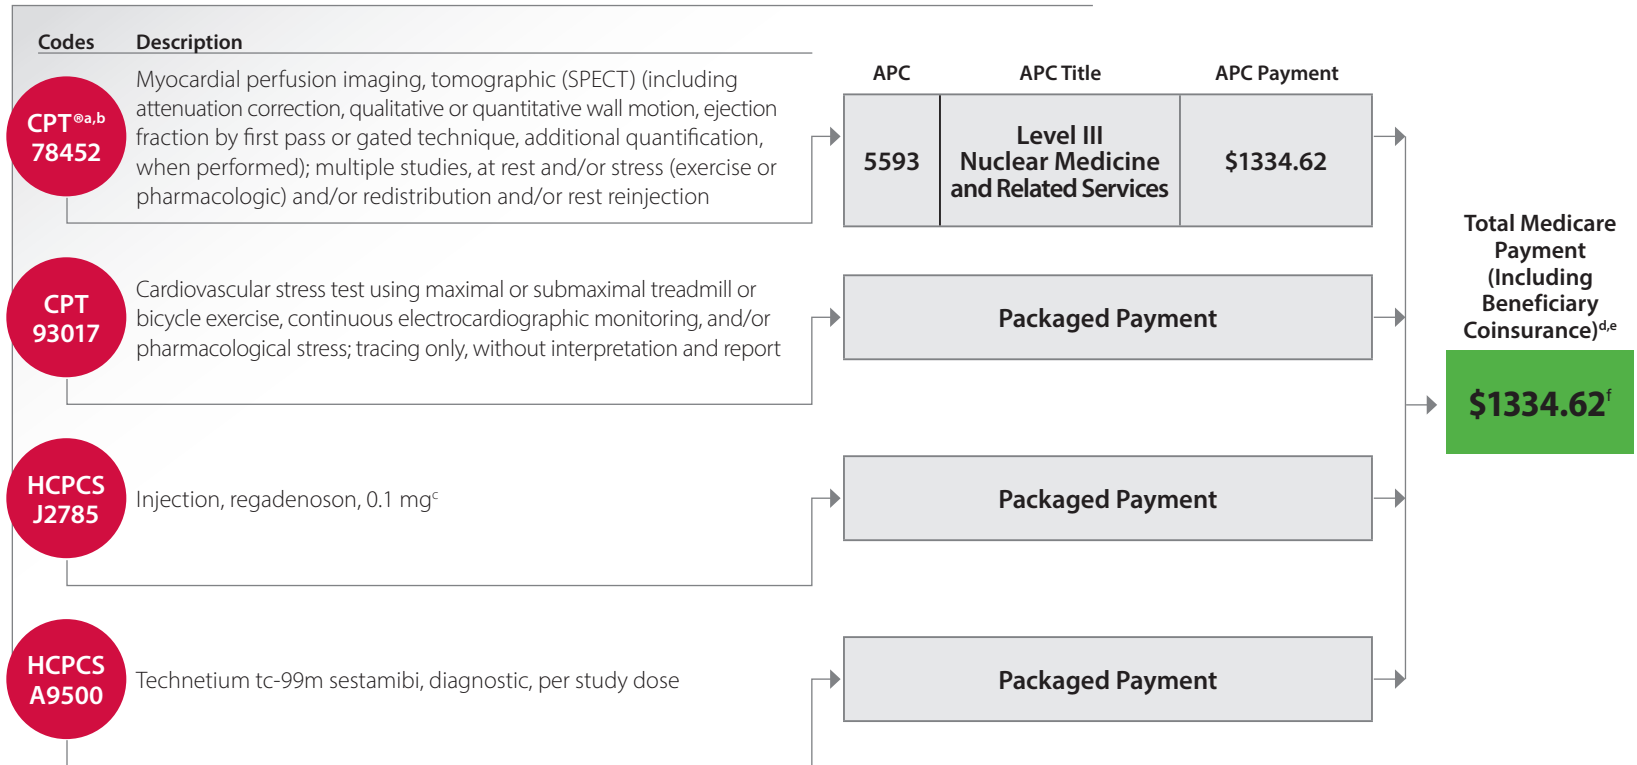 Codes Description
CPT®a,b
78452
Myocardial perfusion imaging, tomographic (SPECT) (including
attenuation correction, qualitative or quantitative wall motion, ejection
fraction by first pass or gated technique, additional quantification,
when performed); multiple studies, at rest and/or stress (exercise or
pharmacologic) and/or redistribution and/or rest reinjection
APC APC Title APC Payment
5593
Level III
Nuclear Medicine
and Related Services
$1334.62
CPT
93017
Cardiovascular stress test using maximal or submaximal treadmill or
bicycle exercise, continuous electrocardiographic monitoring, and/or
pharmacological stress; tracing only, without interpretation and report
Packaged Payment
HCPCS
J2785
Injection, regadenoson, 0.1 mgc
Packaged Payment
HCPCS
A9500
Technetium tc-99m sestamibi, diagnostic, per study dose
Packaged Payment
Total Medicare
Payment
(Including
Beneficiary
Coinsurance)d,e
$1334.62f